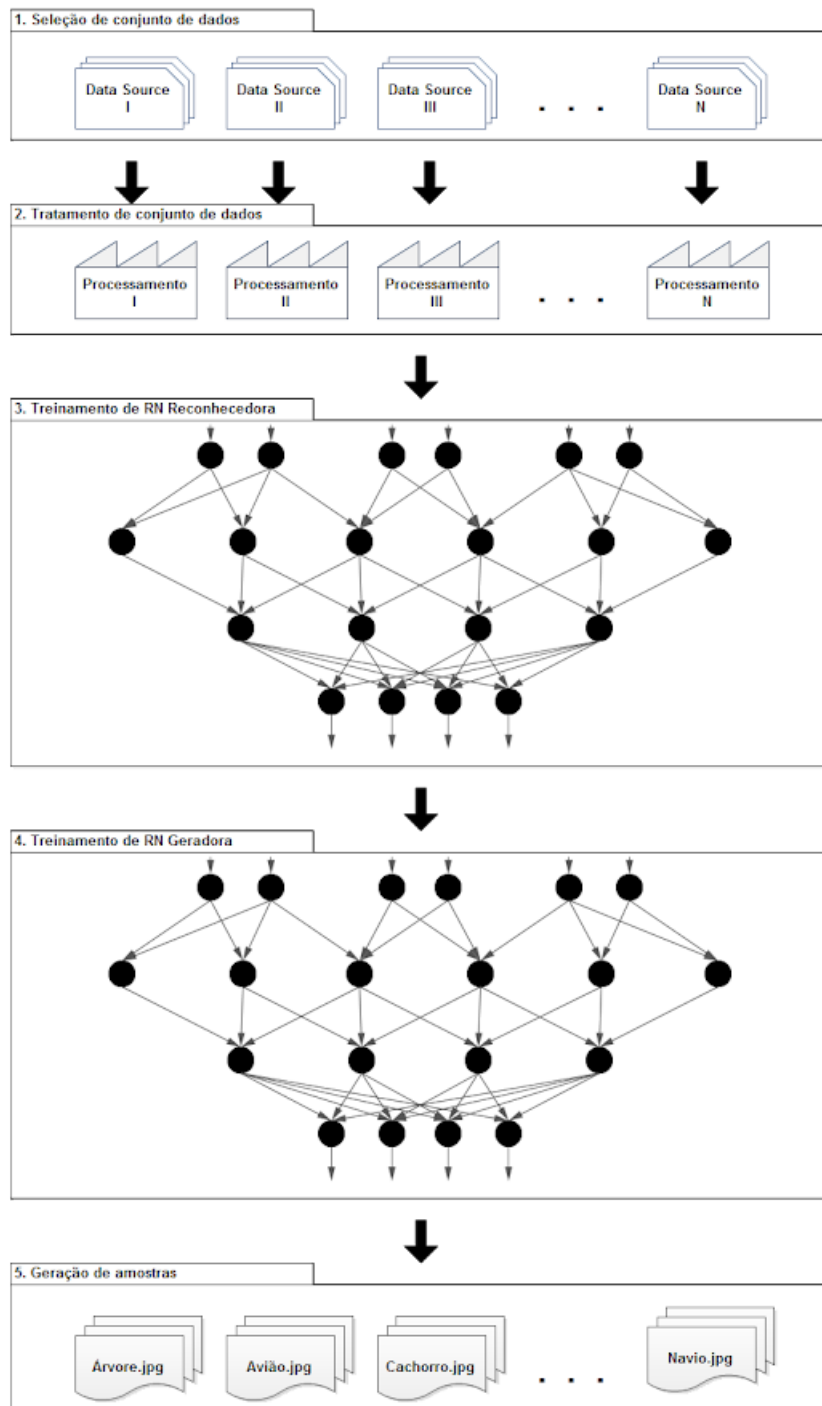 1. Seleção de conjunto de dados
Data Source
I
Data Source
II
Data Source
III
. . .
Data Source
N
2. Tratamento de conjunto de dados
Processamento
I
Processamento
II
Processamento
III
. . .
Processamento
N
3. Treinamento de RN Reconhecedora
4. Treinamento de RN Geradora
5. Geração de amostras
Árvore.jpg
Avião.jpg
Cachorro.jpg
. . .
Navio.jpg